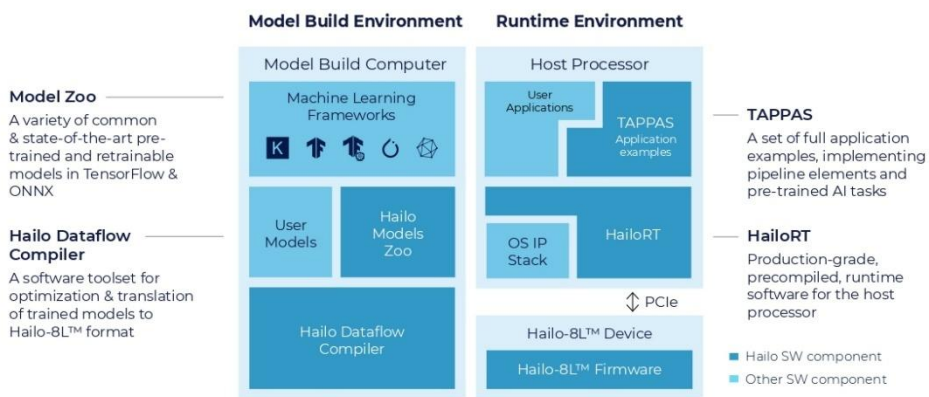 Model Build Environment
Runtime Environment
Model Zoo
A variety of common
& state-of-the-art pre-
trained and retrainable
models in TensorFlow &
ONNX
Hailo Dataflow
Compiler
A software toolset for
optimization & translation
of trained models to
Hailo-8L™ format
Model Build Computer
Machine Learning
Frameworks
K
User
Models
Hailo
Models
Zoo
Hailo Dataflow
Compiler
Host Processor
User
Applications
TAPPAS
Application
examples
OS IP
Stack
HailoRT
PCIe
Hailo-8L™ Device
Hailo-8L™ Firmware
TAPPAS
A set of full application
examples, implementing
pipeline elements and
pre-trained AI tasks
HailoRT
Production-grade,
precompiled, runtime
software for the host
processor
Hailo SW component
Other SW component